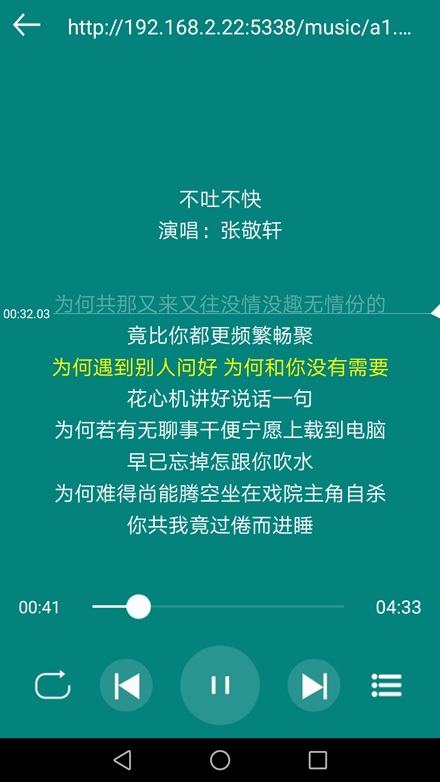 http://192.168.2.22:5338/music/a1....
不吐不快
演唱：张敬轩
为何共那又来又往没情没趣无情份的
00:32.03
竟比你都更频繁畅聚
为何遇到别人问好 为何和你没有需要
花心机讲好说话一句
为何若有无聊事干便宁愿上载到电脑
早已忘掉怎跟你吹水
为何难得尚能腾空坐在戏院主角自杀
你共我竟过倦而进睡
00:41
04:33